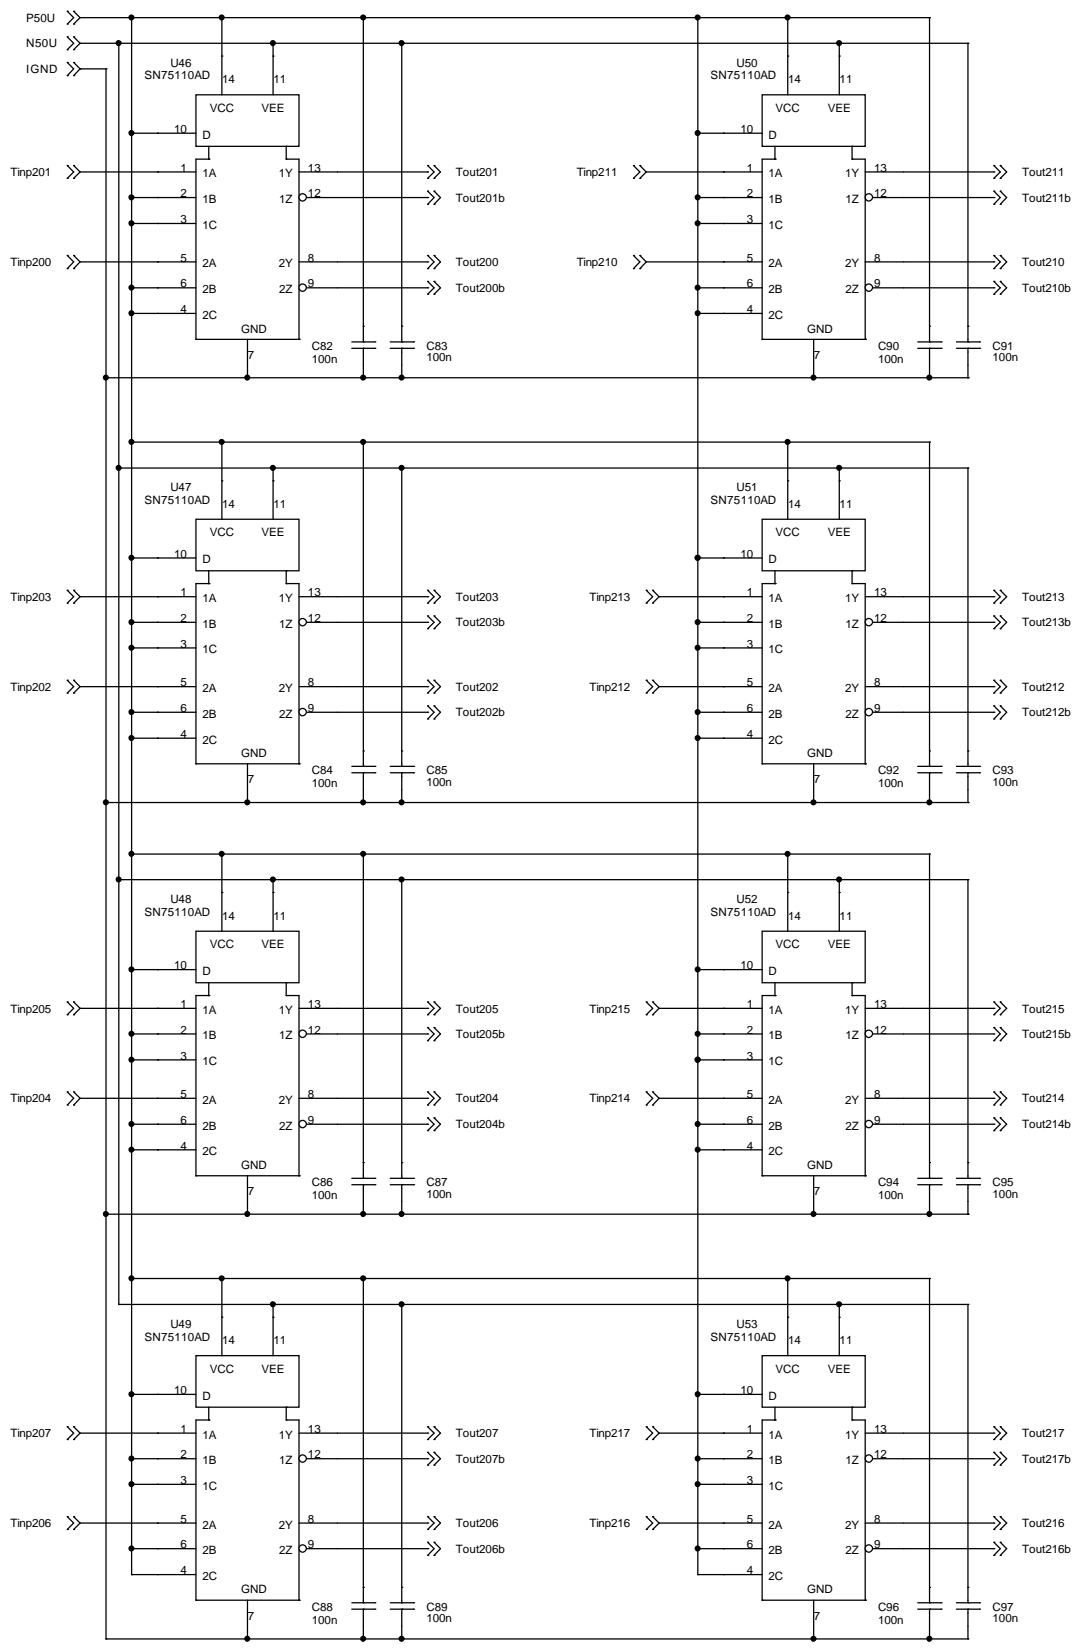 P50U
N50U
IGND
U46
SN75110AD
14
11
VCC
VEE
10
D
Tinp201
1
1A
1Y
13
Tout201
2
1B
1Z
12
Tout201b
3
1C
Tinp200
5
2A
2Y
8
Tout200
6
2B
2Z
9
Tout200b
4
2C
GND
7
C82
100n
C83
100n
U50
SN75110AD
14
11
VCC
VEE
10
D
Tinp211
1
1A
1Y
13
Tout211
2
1B
1Z
12
Tout211b
3
1C
Tinp210
5
2A
2Y
8
Tout210
6
2B
2Z
9
Tout210b
4
2C
GND
7
C90
100n
C91
100n
U47
SN75110AD
14
11
VCC
VEE
10
D
Tinp203
1
1A
1Y
13
Tout203
2
1B
1Z
12
Tout203b
3
1C
Tinp202
5
2A
2Y
8
Tout202
6
2B
2Z
9
Tout202b
4
2C
GND
7
C84
100n
C85
100n
U51
SN75110AD
14
11
VCC
VEE
10
D
Tinp213
1
1A
1Y
13
Tout213
2
1B
1Z
12
Tout213b
3
1C
Tinp212
5
2A
2Y
8
Tout212
6
2B
2Z
9
Tout212b
4
2C
GND
7
C92
100n
C93
100n
U48
SN75110AD
14
11
VCC
VEE
10
D
Tinp205
1
1A
1Y
13
Tout205
2
1B
1Z
12
Tout205b
3
1C
Tinp204
5
2A
2Y
8
Tout204
6
2B
2Z
9
Tout204b
4
2C
GND
7
C86
100n
C87
100n
U52
SN75110AD
14
11
VCC
VEE
10
D
Tinp215
1
1A
1Y
13
Tout215
2
1B
1Z
12
Tout215b
3
1C
Tinp214
5
2A
2Y
8
Tout214
6
2B
2Z
9
Tout214b
4
2C
GND
7
C94
100n
C95
100n
U49
SN75110AD
14
11
VCC
VEE
10
D
Tinp207
1
1A
1Y
13
Tout207
2
1B
1Z
12
Tout207b
3
1C
Tinp206
5
2A
2Y
8
Tout206
6
2B
2Z
9
Tout206b
4
2C
GND
7
C88
100n
C89
100n
U53
SN75110AD
14
11
VCC
VEE
10
D
Tinp217
1
1A
1Y
13
Tout217
2
1B
1Z
12
Tout217b
3
1C
Tinp216
5
2A
2Y
8
Tout216
6
2B
2Z
9
Tout216b
4
2C
GND
7
C96
100n
C97
100n